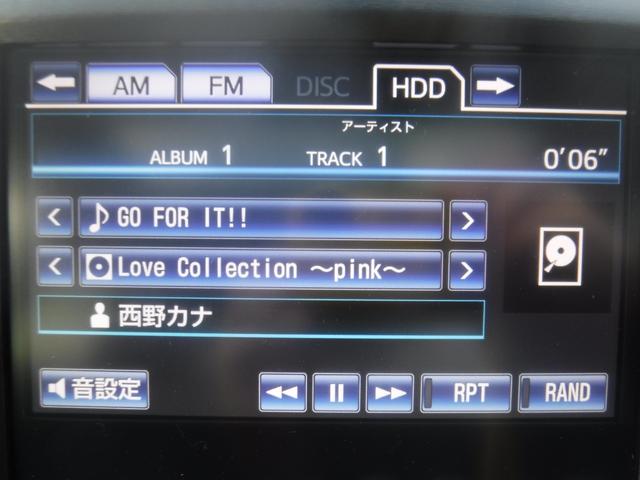 AM FM DISC HDD
アーティスト
ALBUM 1 TRACK 1 0'06"
GO FOR IT!!
Love Collection ～pink～
西野カナ
音設定 RPT RAND